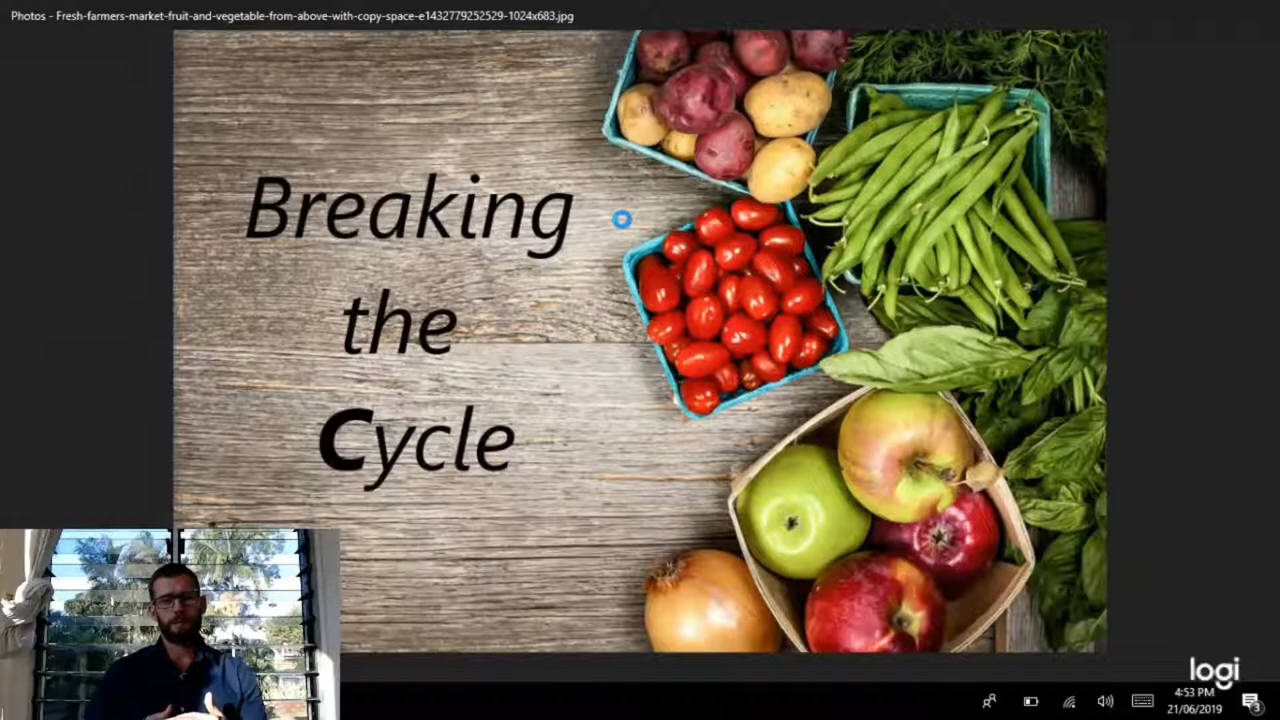 Photos - Fresh-farmers-market-fruit-and-vegetable-from-above-with-copy-space-e1432779252529-1024x683.jpg
Breaking
the
Cycle
logi
4:53 PM
21/06/2019
3